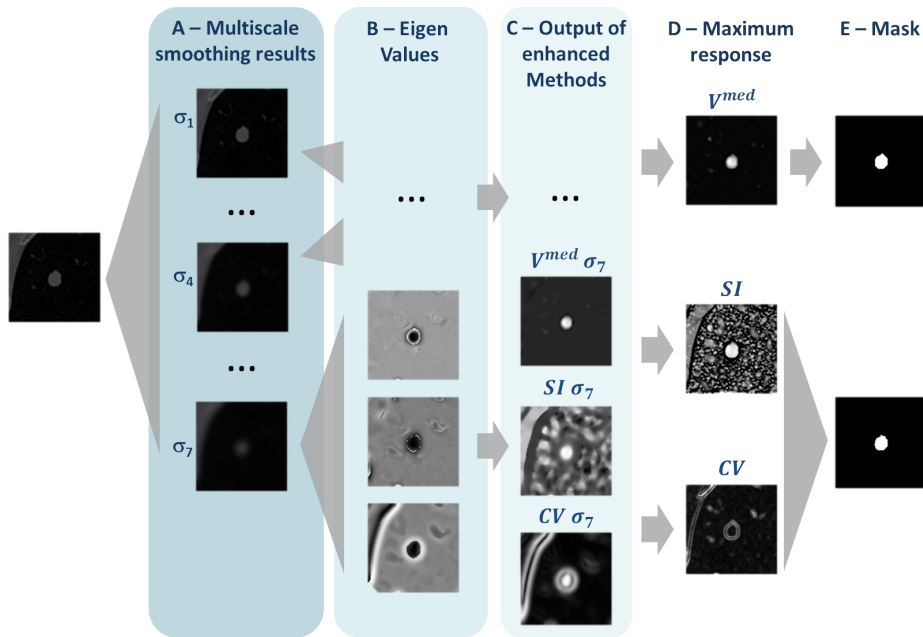 A – Multiscale
smoothing results
B – Eigen
Values
C – Output of
enhanced
Methods
D – Maximum
response
E – Mask
σ1
...
σ4
...
σ7
...
...
V^med σ7
SI σ7
CV σ7
V^med
SI
CV